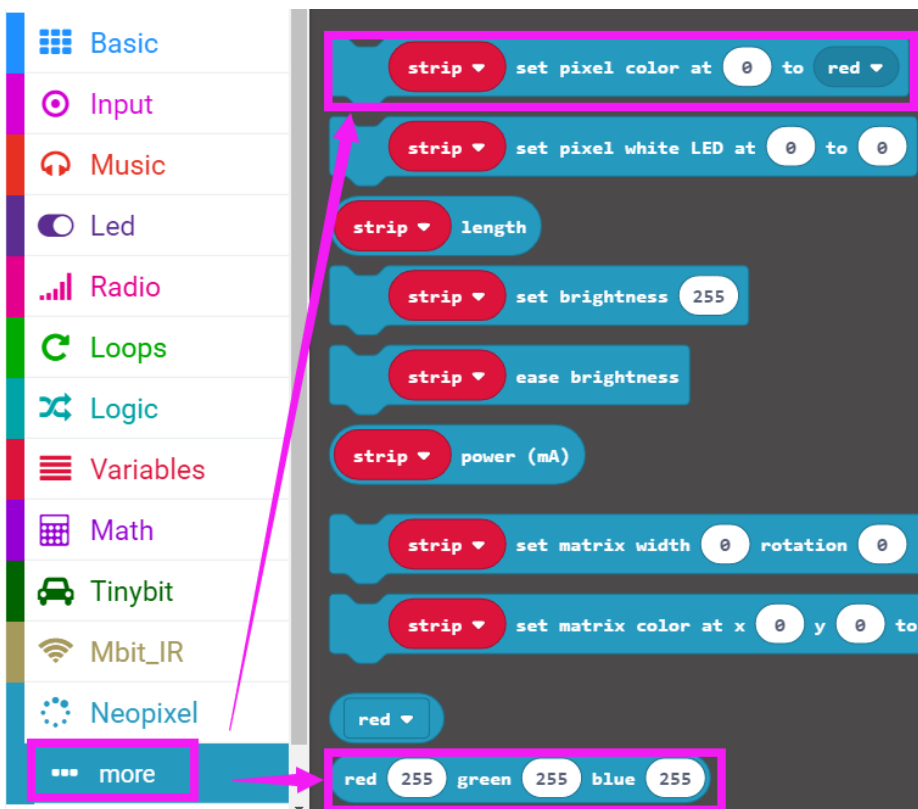 Basic
Input
Music
Led
Radio
Loops
Logic
Variables
Math
Tinybit
Mbit_IR
Neopixel
more
strip set pixel color at 0 to red
strip set pixel white LED at 0 to 0
strip length
strip set brightness 255
strip ease brightness
strip power (mA)
strip set matrix width 0 rotation 0
strip set matrix color at x 0 y 0 to
red
red 255 green 255 blue 255